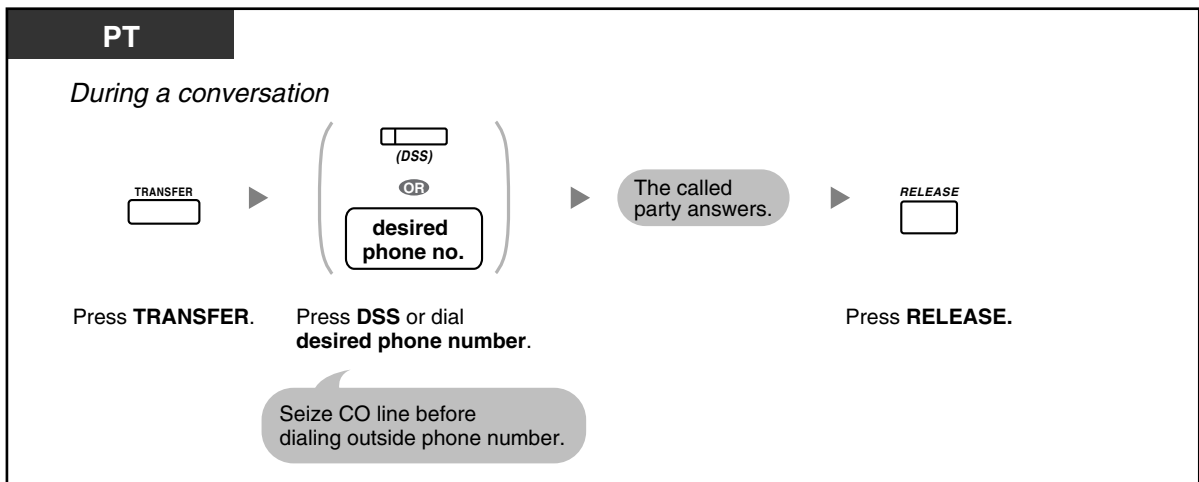 PT
During a conversation
TRANSFER
(DSS)
OR
desired
phone no.
The called
party answers.
RELEASE
Press TRANSFER.
Press DSS or dial
desired phone number.
Press RELEASE.
Seize CO line before
dialing outside phone number.